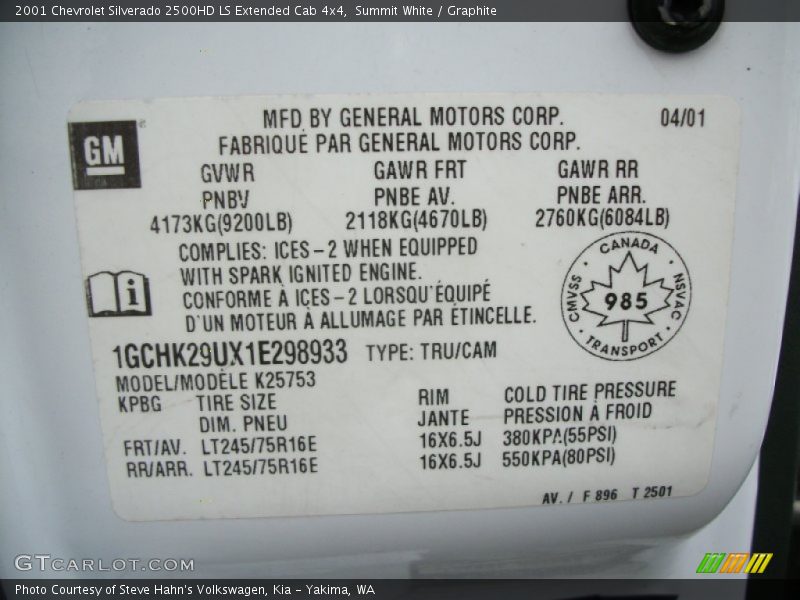 2001 Chevrolet Silverado 2500HD LS Extended Cab 4x4, Summit White / Graphite
MFD BY GENERAL MOTORS CORP. 04/01
FABRIQUÉ PAR GENERAL MOTORS CORP.
GM
GVWR GAWR FRT GAWR RR
PNBV PNBE AV. PNBE ARR.
4173KG(9200LB) 2118KG(4670LB) 2760KG(6084LB)
COMPLIES: ICES-2 WHEN EQUIPPED
WITH SPARK IGNITED ENGINE.
CONFORME À ICES-2 LORSQU'ÉQUIPÉ
D'UN MOTEUR À ALLUMAGE PAR ÉTINCELLE.
i
CANADA
CMVSS 985 NSVAC
TRANSPORT
1GCHK29UX1E298933 TYPE: TRU/CAM
MODEL/MODÈLE K25753
KPBG TIRE SIZE RIM COLD TIRE PRESSURE
DIM. PNEU JANTE PRESSION À FROID
FRT/AV. LT245/75R16E 16X6.5J 380KPA(55PSI)
RR/ARR. LT245/75R16E 16X6.5J 550KPA(80PSI)
AV. / F 896 T 2501
GTCARLOT.COM
Photo Courtesy of Steve Hahn's Volkswagen, Kia - Yakima, WA